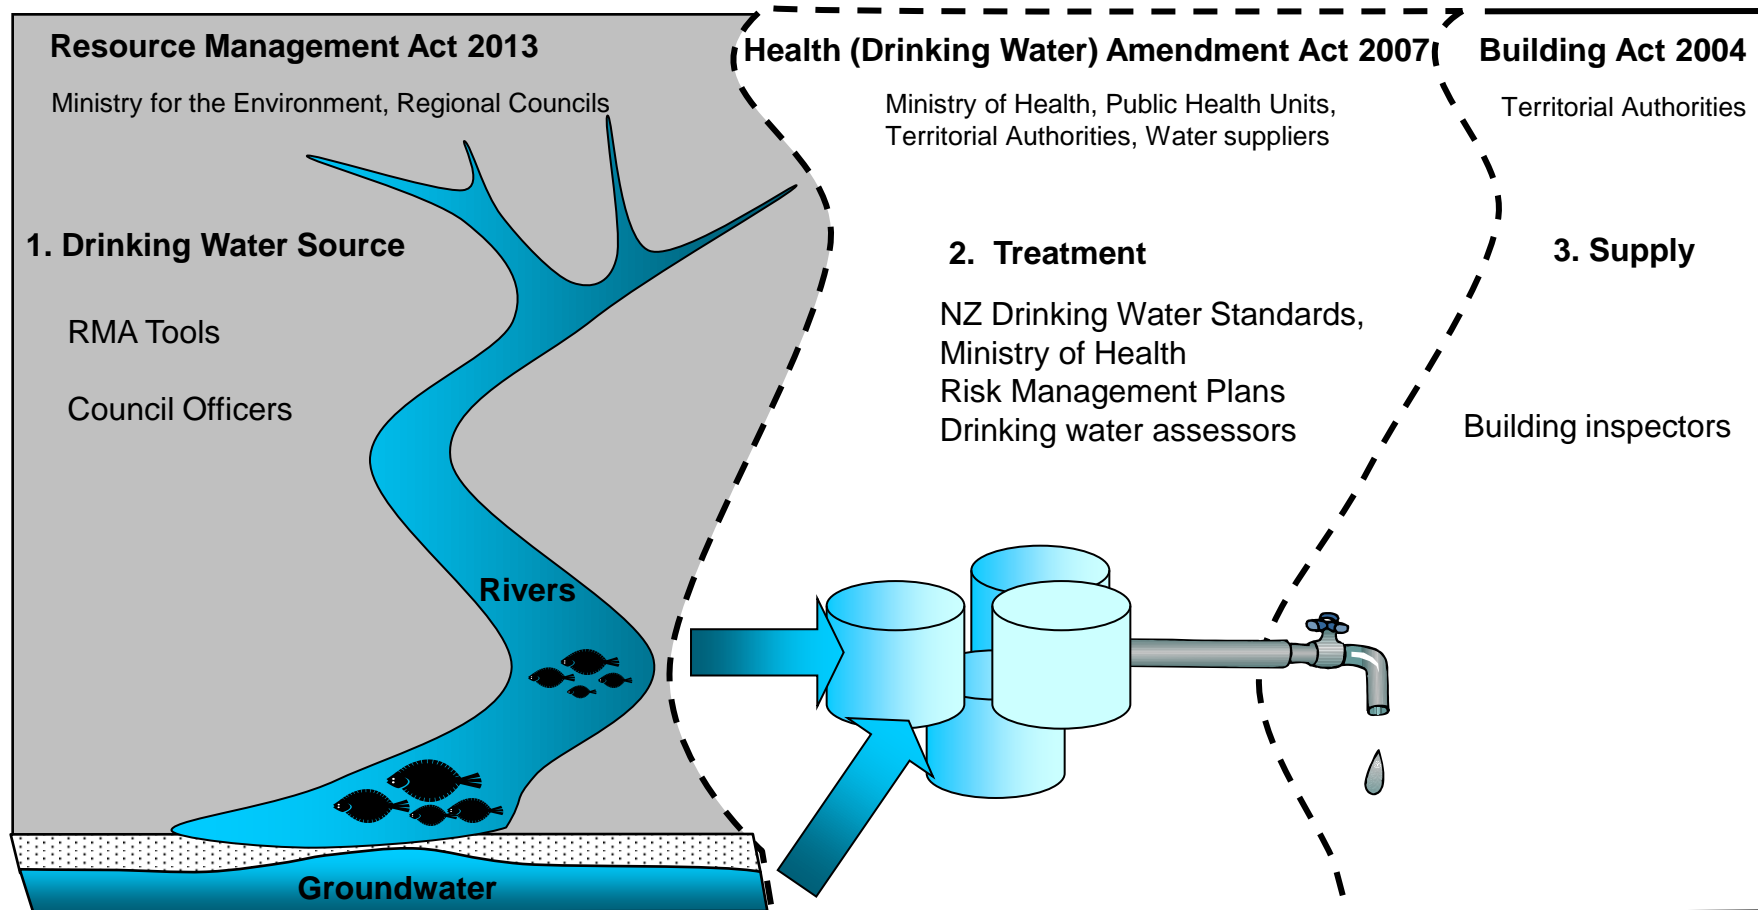 Resource Management Act 2013
Ministry for the Environment, Regional Councils
1. Drinking Water Source
RMA Tools
Council Officers
Rivers
Groundwater
Health (Drinking Water) Amendment Act 2007
Ministry of Health, Public Health Units,
Territorial Authorities, Water suppliers
2. Treatment
NZ Drinking Water Standards,
Ministry of Health
Risk Management Plans
Drinking water assessors
Building Act 2004
Territorial Authorities
3. Supply
Building inspectors